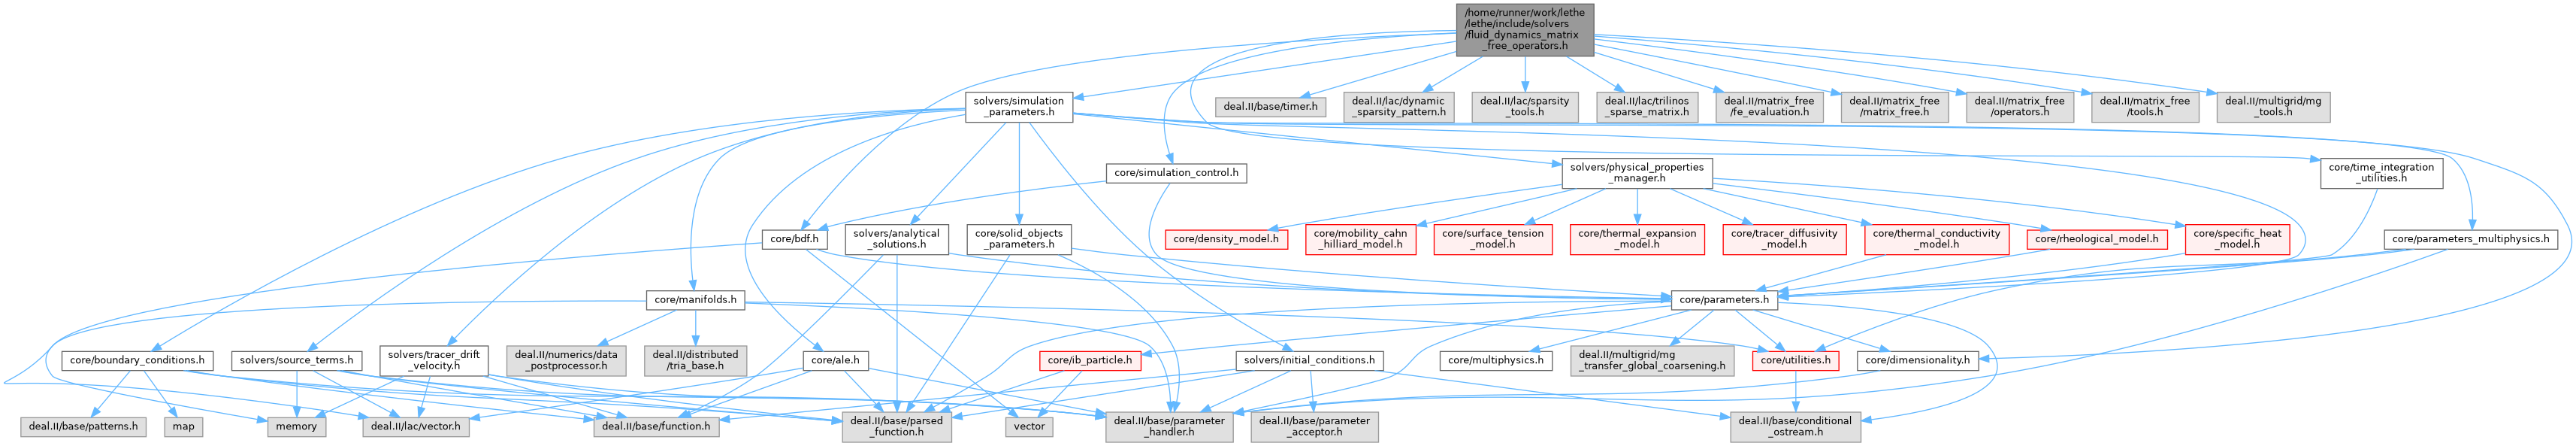 /home/runner/work/lethe
/lethe/include/solvers
/fluid_dynamics_matrix
_free_operators.h
solvers/simulation
_parameters.h
deal.II/base/timer.h
deal.II/lac/dynamic
_sparsity_pattern.h
deal.II/lac/sparsity
_tools.h
deal.II/lac/trilinos
_sparse_matrix.h
deal.II/matrix_free
/fe_evaluation.h
deal.II/matrix_free
/matrix_free.h
deal.II/matrix_free
/operators.h
deal.II/matrix_free
/tools.h
deal.II/multigrid/mg
_tools.h
core/simulation_control.h
solvers/physical_properties
_manager.h
core/time_integration
_utilities.h
core/bdf.h
solvers/analytical
_solutions.h
core/solid_objects
_parameters.h
core/density_model.h
core/mobility_cahn
_hilliard_model.h
core/surface_tension
_model.h
core/thermal_expansion
_model.h
core/tracer_diffusivity
_model.h
core/thermal_conductivity
_model.h
core/rheological_model.h
core/specific_heat
_model.h
core/parameters_multiphysics.h
core/manifolds.h
core/parameters.h
core/boundary_conditions.h
solvers/source_terms.h
solvers/tracer_drift
_velocity.h
deal.II/numerics/data
_postprocessor.h
deal.II/distributed
/tria_base.h
core/ale.h
core/ib_particle.h
solvers/initial_conditions.h
core/multiphysics.h
deal.II/multigrid/mg
_transfer_global_coarsening.h
core/utilities.h
core/dimensionality.h
deal.II/base/patterns.h
map
memory
deal.II/lac/vector.h
deal.II/base/function.h
deal.II/base/parsed
_function.h
vector
deal.II/base/parameter
_handler.h
deal.II/base/parameter
_acceptor.h
deal.II/base/conditional
_ostream.h